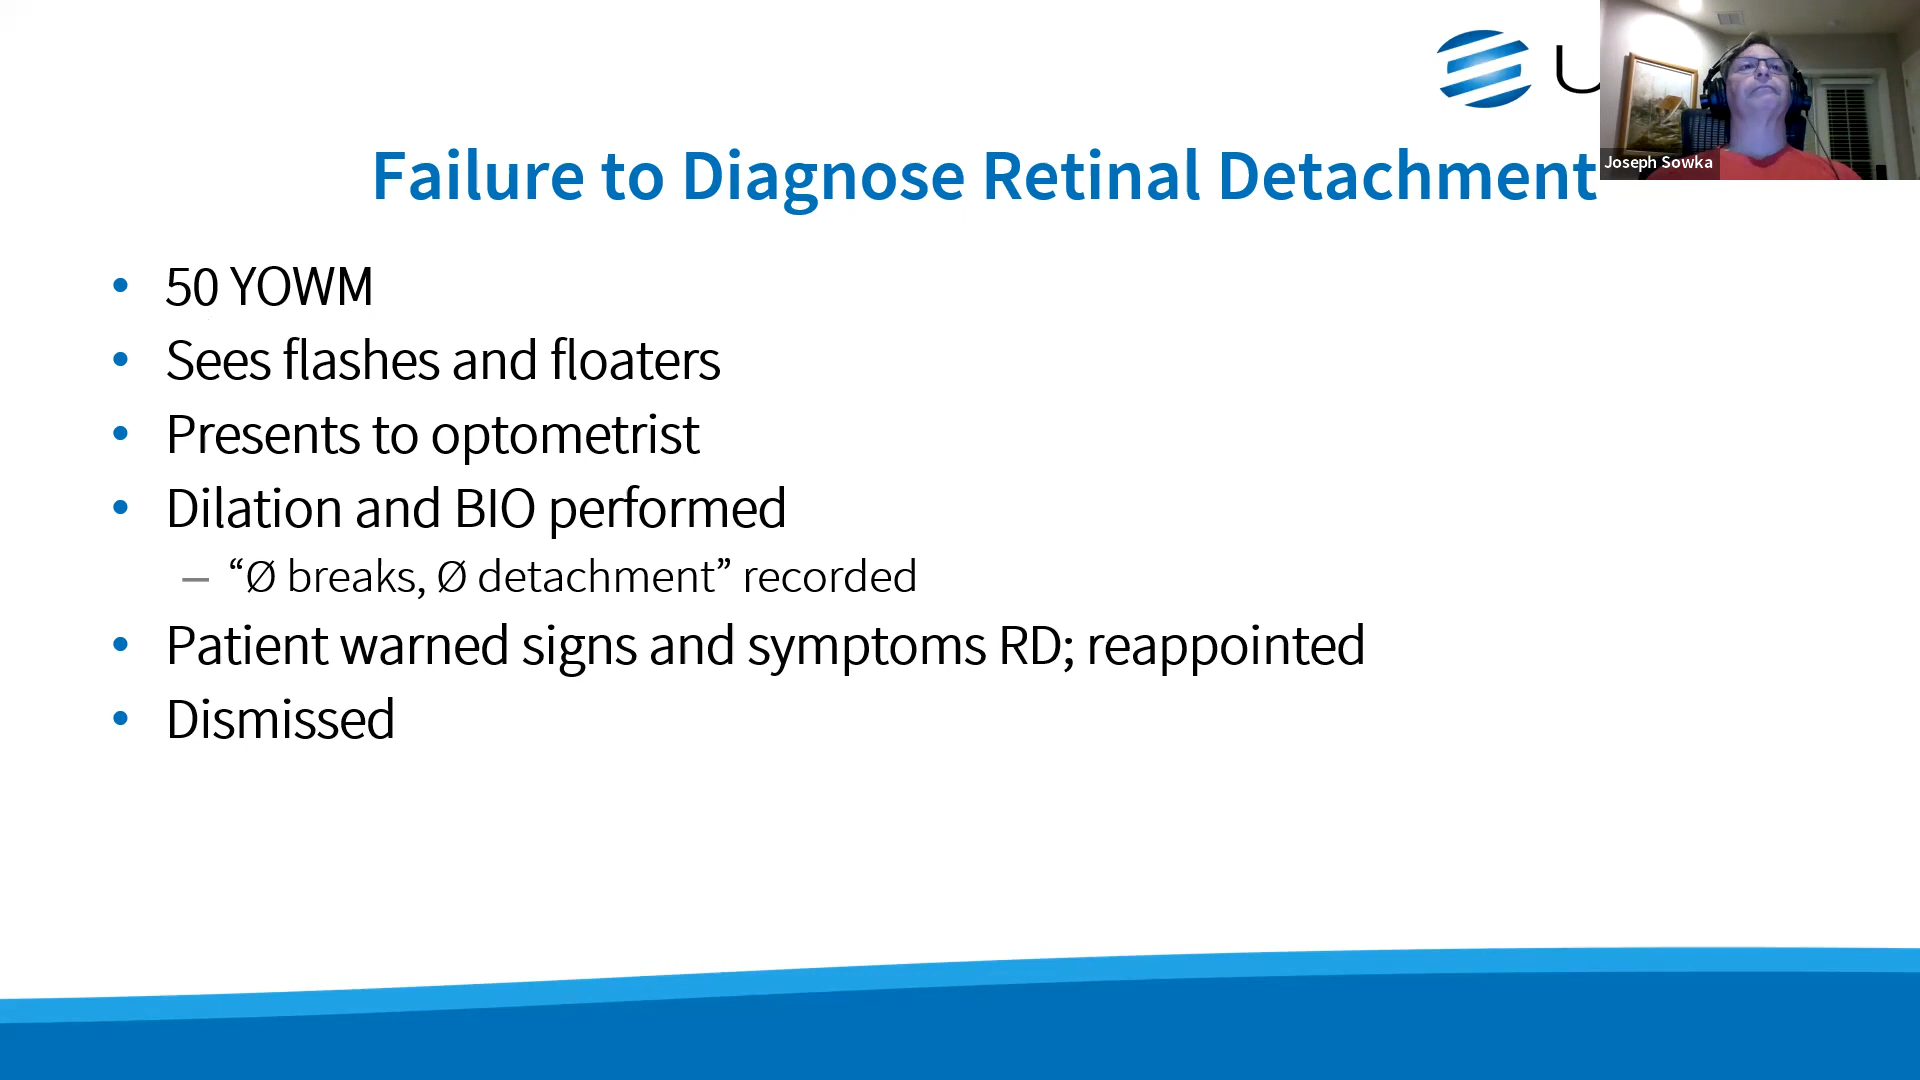 U
Joseph Sowka
Failure to Diagnose Retinal Detachment
• 50 YOWM
• Sees flashes and floaters
• Presents to optometrist
• Dilation and BIO performed
– “Ø breaks, Ø detachment” recorded
• Patient warned signs and symptoms RD; reappointed
• Dismissed